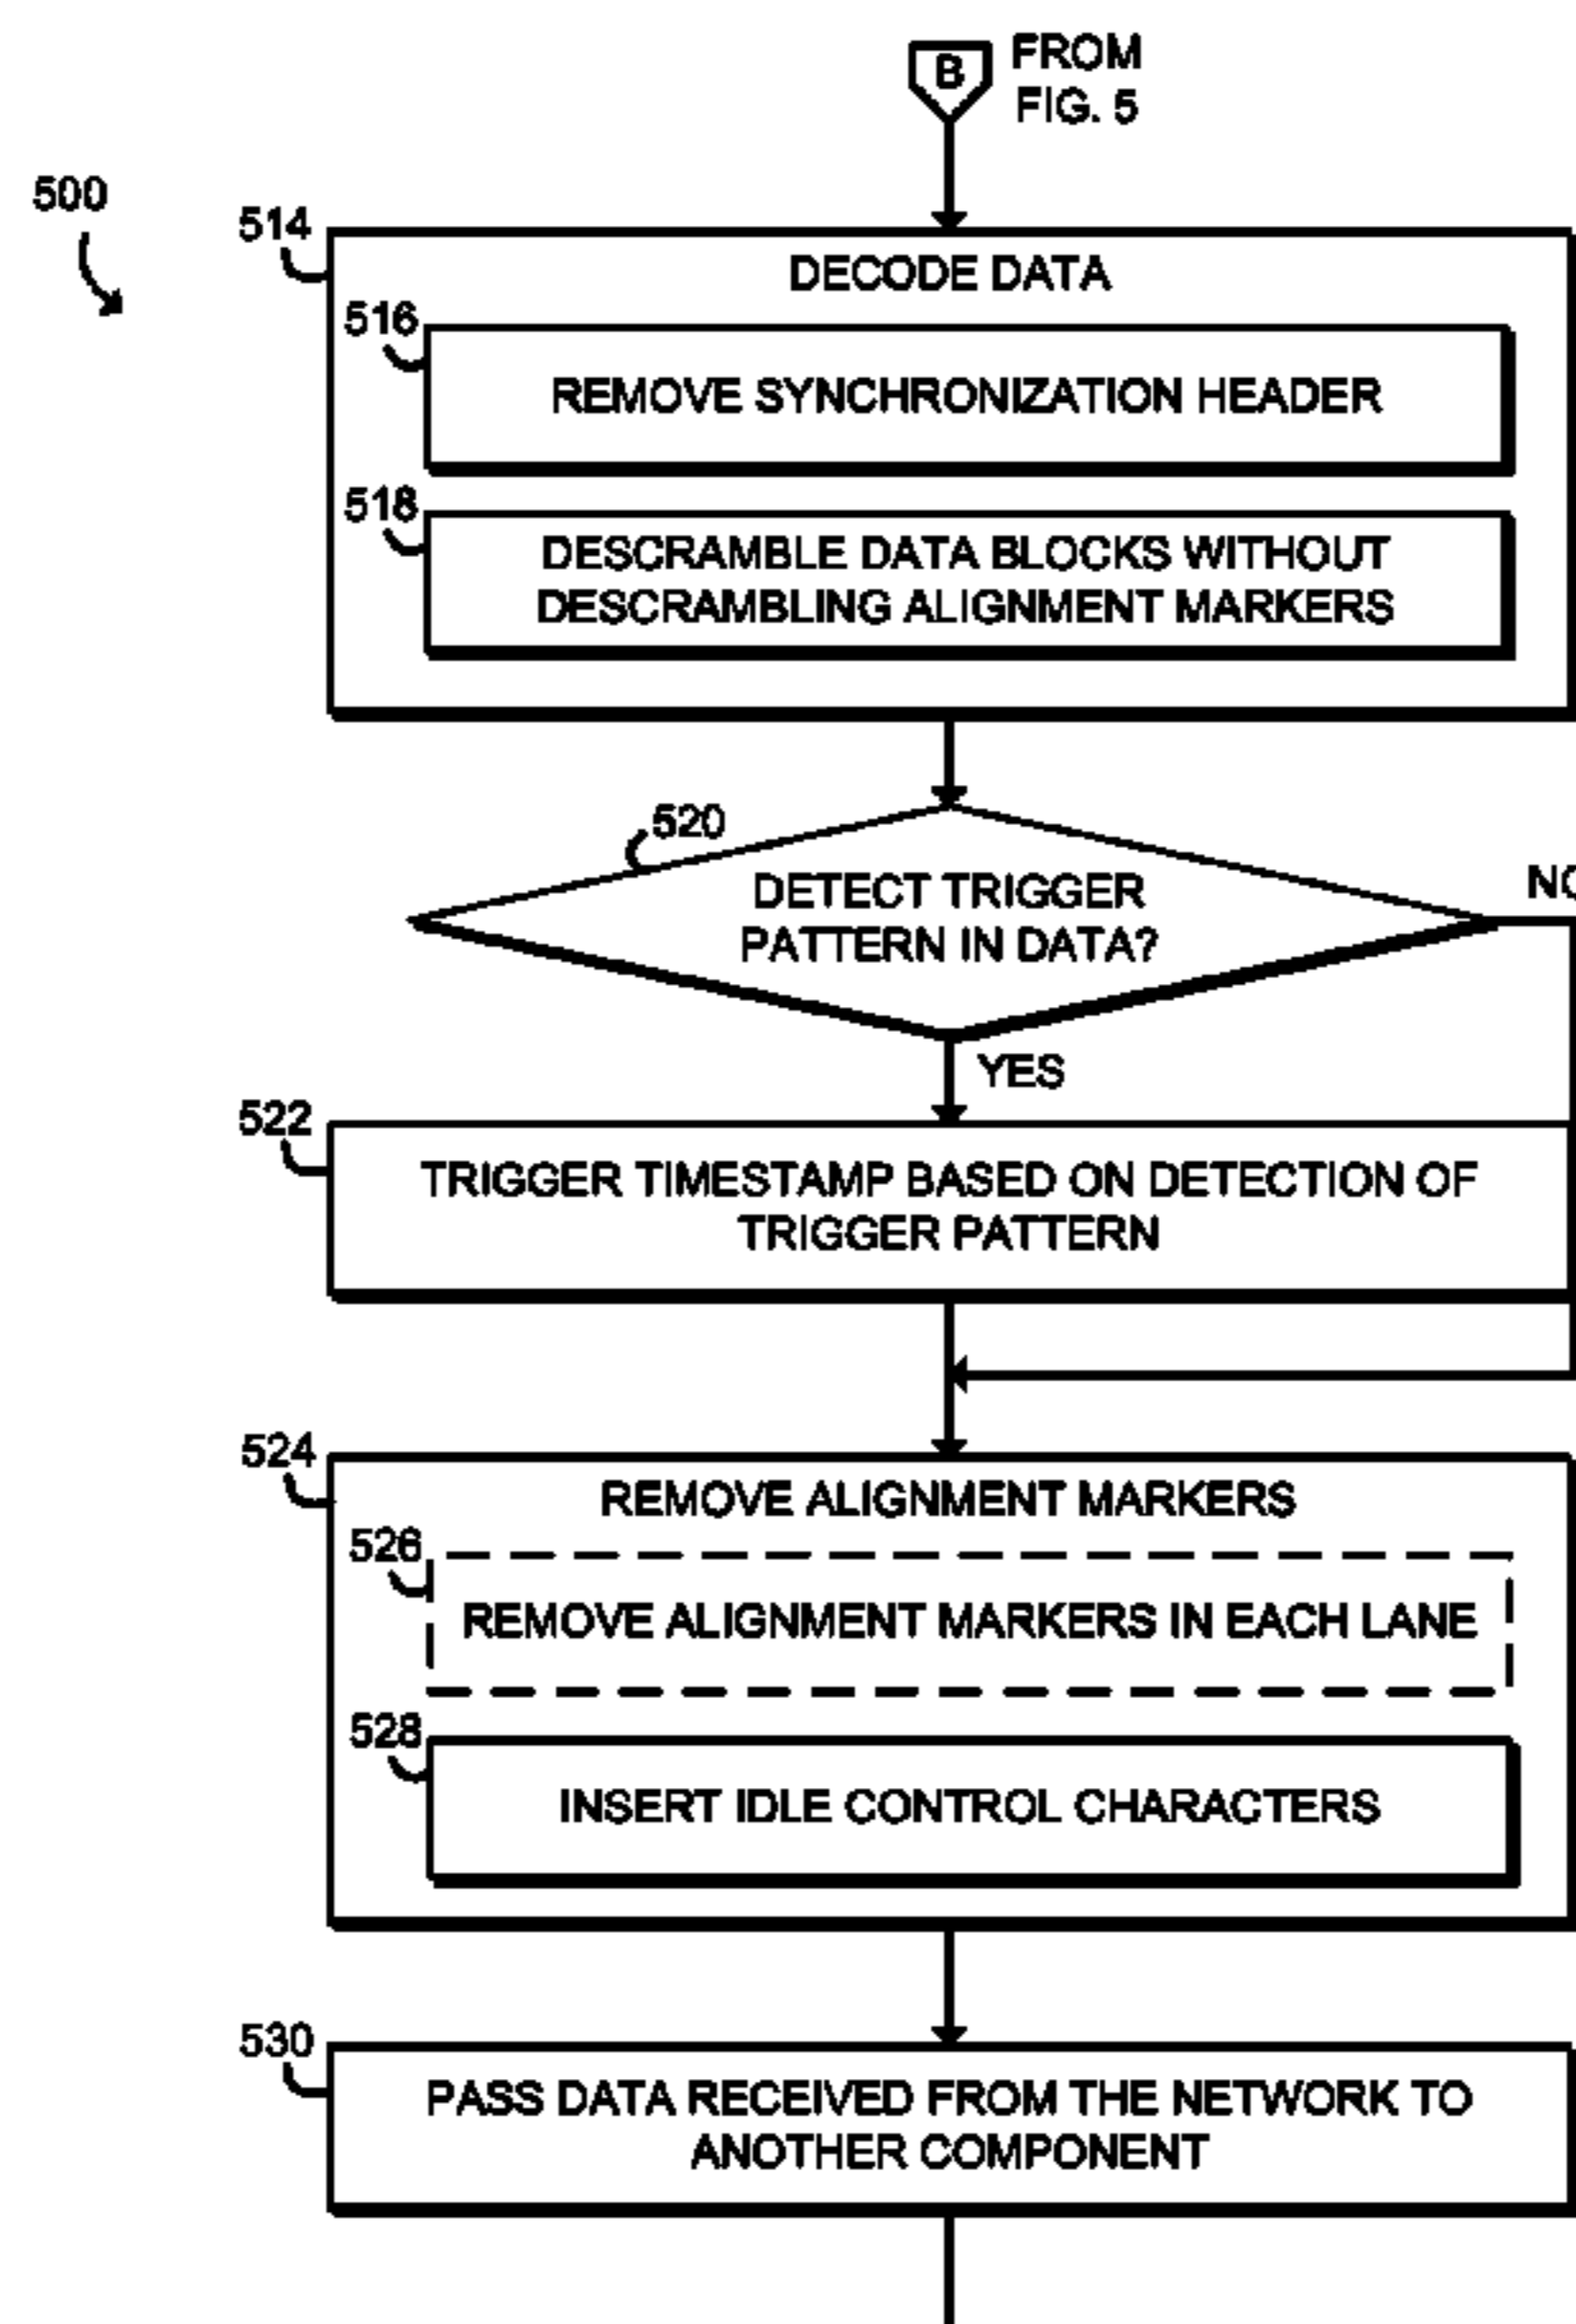 B
FROM
FIG. 5
500
514
DECODE DATA
516
REMOVE SYNCHRONIZATION HEADER
518
DESCRAMBLE DATA BLOCKS WITHOUT
DESCRAMBLING ALIGNMENT MARKERS
520
DETECT TRIGGER
PATTERN IN DATA?
YES
522
TRIGGER TIMESTAMP BASED ON DETECTION OF
TRIGGER PATTERN
524
REMOVE ALIGNMENT MARKERS
526
REMOVE ALIGNMENT MARKERS IN EACH LANE
528
INSERT IDLE CONTROL CHARACTERS
530
PASS DATA RECEIVED FROM THE NETWORK TO
ANOTHER COMPONENT